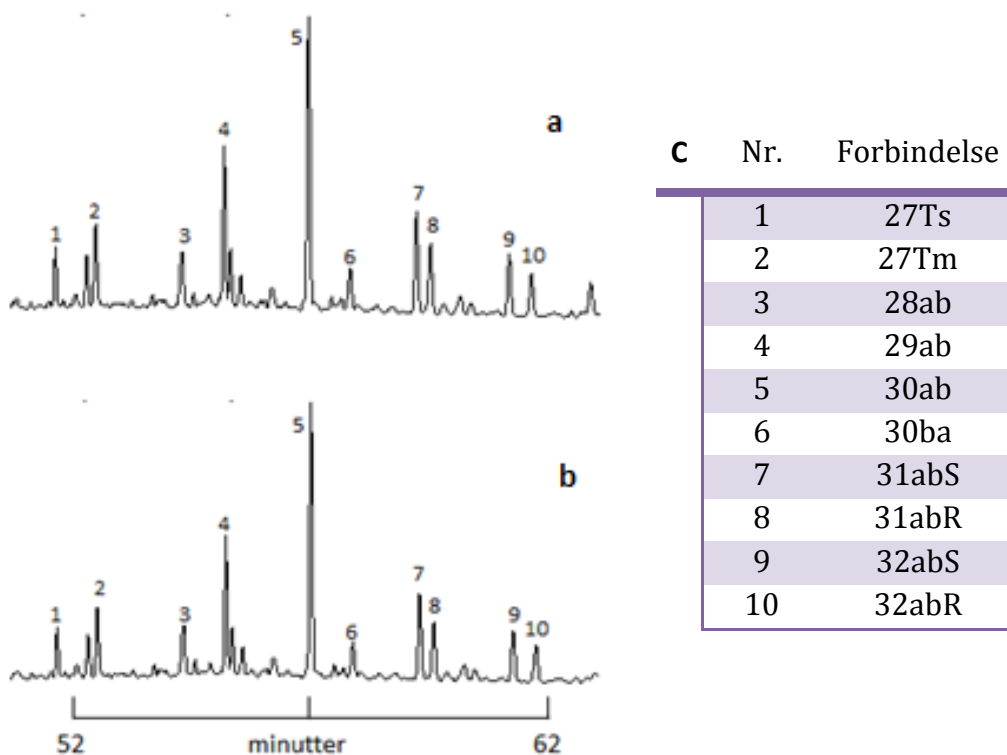 a
1
2
3
4
5
6
7
8
9
10
b
1
2
3
4
5
6
7
8
9
10
52
minutter
62
C Nr. Forbindelse
1 27Ts
2 27Tm
3 28ab
4 29ab
5 30ab
6 30ba
7 31abS
8 31abR
9 32abS
10 32abR